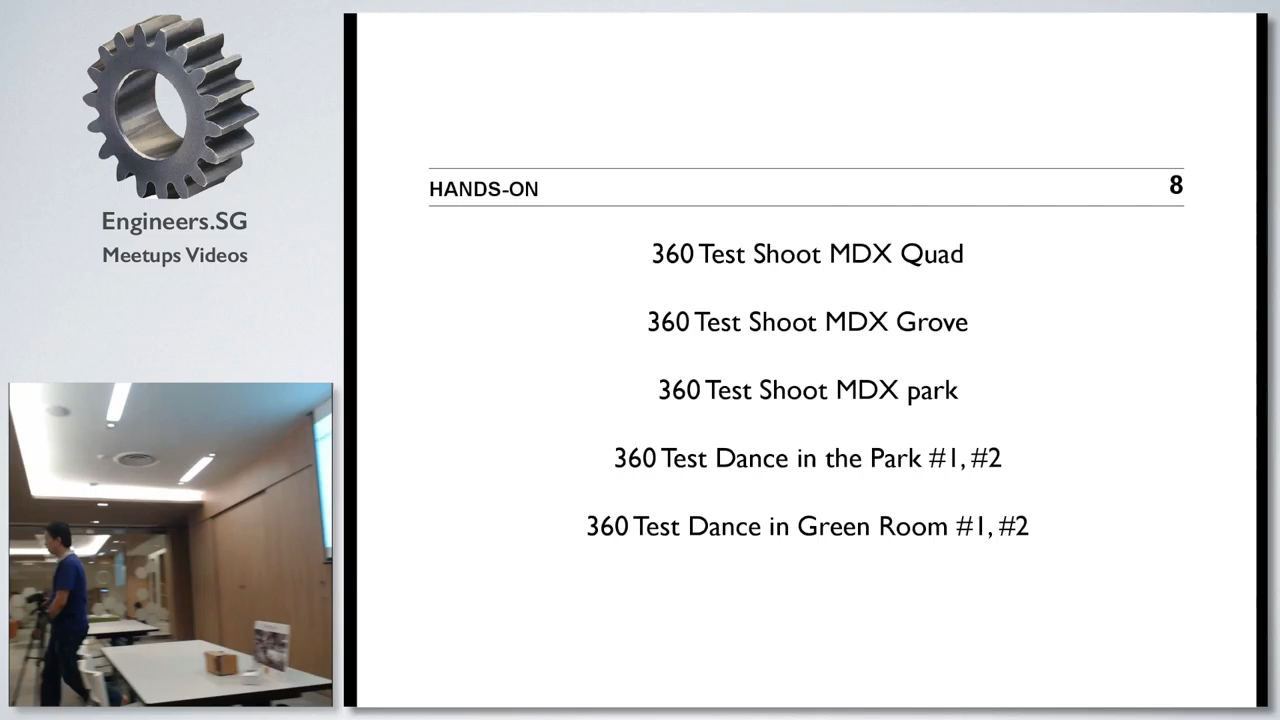 Engineers.SG
Meetups Videos
HANDS-ON
8
360 Test Shoot MDX Quad
360 Test Shoot MDX Grove
360 Test Shoot MDX park
360 Test Dance in the Park #1, #2
360 Test Dance in Green Room #1, #2